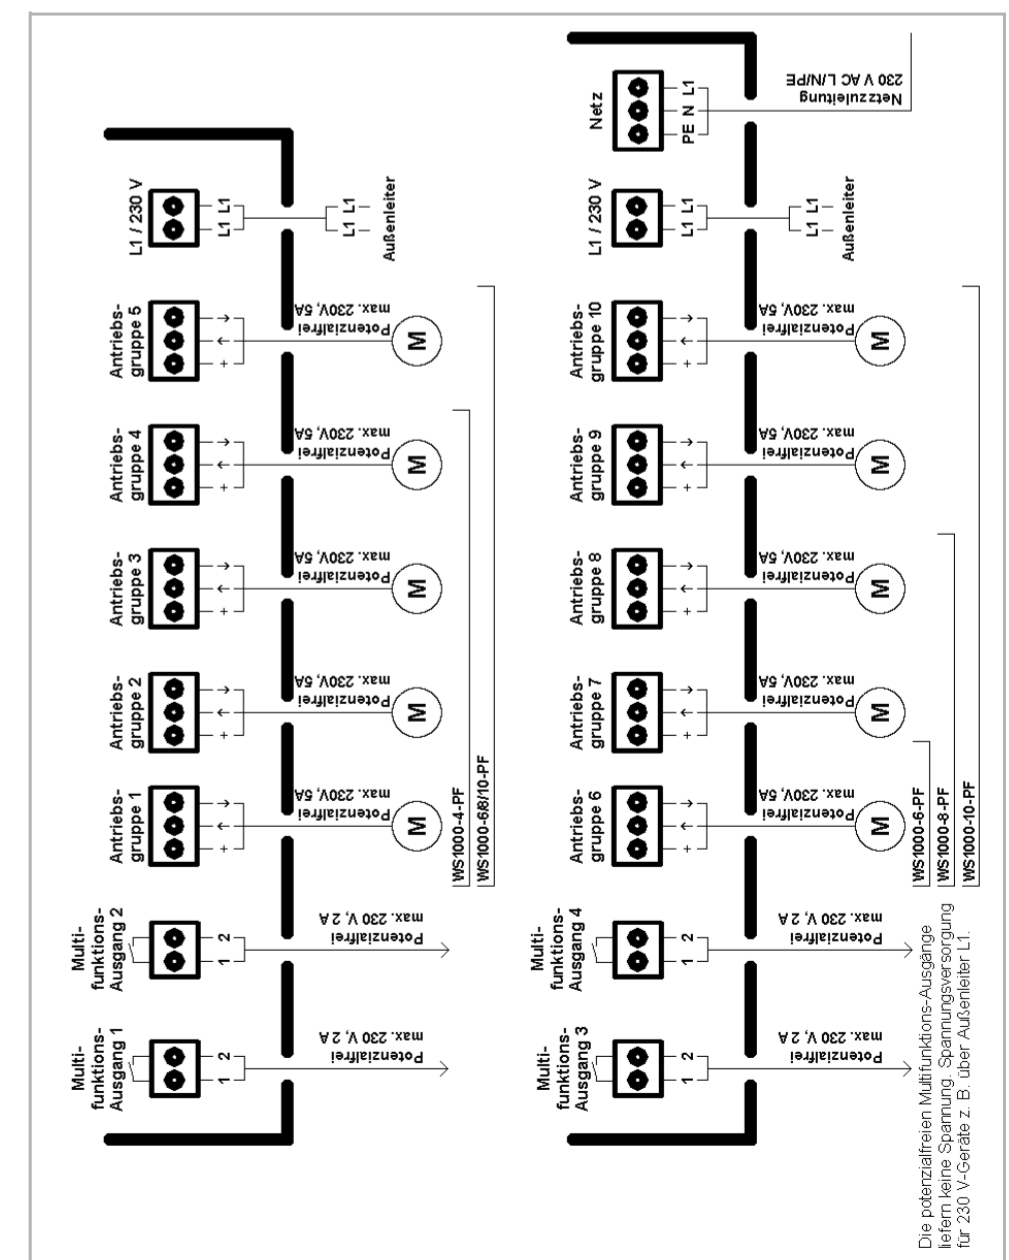 Multi-
funktions-
Ausgang 1
1 2
Potenzialfrei
max. 230 V, 2 A
Multi-
funktions-
Ausgang 2
1 2
Potenzialfrei
max. 230 V, 2 A
Antriebs-
gruppe 1
+ ← →
Potenzialfrei
max. 230V, 5A
M
Antriebs-
gruppe 2
+ ← →
Potenzialfrei
max. 230V, 5A
M
Antriebs-
gruppe 3
+ ← →
Potenzialfrei
max. 230V, 5A
M
Antriebs-
gruppe 4
+ ← →
Potenzialfrei
max. 230V, 5A
M
Antriebs-
gruppe 5
+ ← →
Potenzialfrei
max. 230V, 5A
M
L1 / 230 V
L1 L1
L1 L1
Außenleiter
WS1000-4-PF
WS1000-6/8/10-PF
Multi-
funktions-
Ausgang 3
1 2
Potenzialfrei
max. 230 V, 2 A
Multi-
funktions-
Ausgang 4
1 2
Potenzialfrei
max. 230 V, 2 A
Antriebs-
gruppe 6
+ ← →
Potenzialfrei
max. 230V, 5A
M
Antriebs-
gruppe 7
+ ← →
Potenzialfrei
max. 230V, 5A
M
Antriebs-
gruppe 8
+ ← →
Potenzialfrei
max. 230V, 5A
M
Antriebs-
gruppe 9
+ ← →
Potenzialfrei
max. 230V, 5A
M
Antriebs-
gruppe 10
+ ← →
Potenzialfrei
max. 230V, 5A
M
L1 / 230 V
L1 L1
L1 L1
Außenleiter
Netz
PE N L1
Netzzuleitung
230 V AC L/N/PE
WS1000-6-PF
WS1000-8-PF
WS1000-10-PF
Die potenzialfreien Multifunktions-Ausgänge
liefern keine Spannung. Spannungsversorgung
für 230 V-Geräte z. B. über Außenleiter L1.